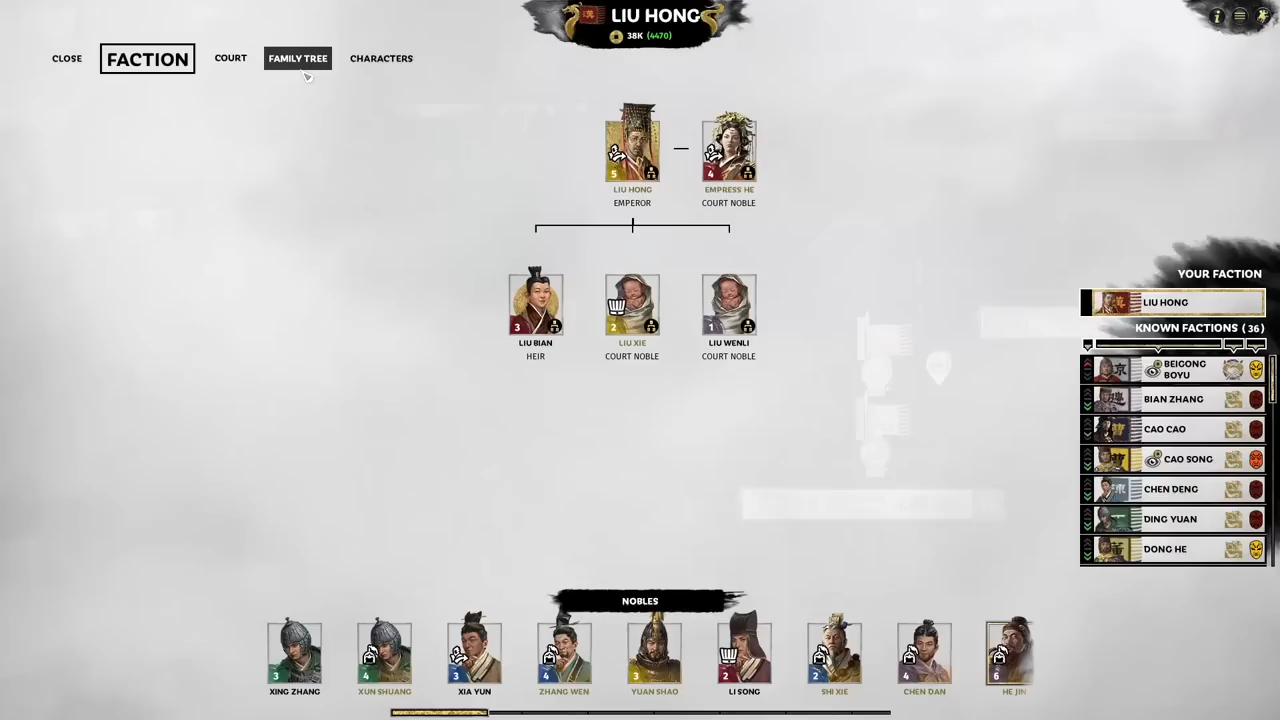 漢 LIU HONG
38K (4470)
CLOSE
FACTION
COURT
FAMILY TREE
CHARACTERS
5
4
LIU HONG
EMPRESS HE
EMPEROR
COURT NOBLE
3
2
1
LIU BIAN
LIU XIE
LIU WENLI
HEIR
COURT NOBLE
COURT NOBLE
YOUR FACTION
LIU HONG
KNOWN FACTIONS (36)
BEIGONG
BOYU
BIAN ZHANG
CAO CAO
CAO SONG
CHEN DENG
DING YUAN
DONG HE
NOBLES
3
4
3
4
3
2
2
4
6
XING ZHANG
XUN SHUANG
XIA YUN
ZHANG WEN
YUAN SHAO
LI SONG
SHI XIE
CHEN DAN
HE JIN